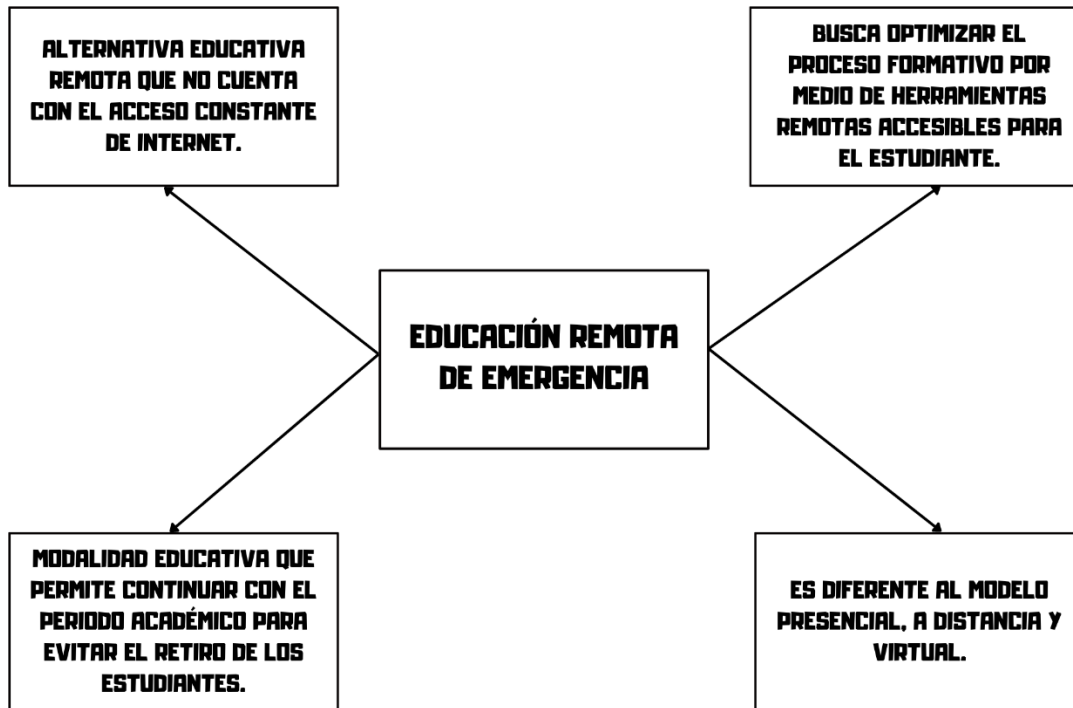 ALTERNATIVA EDUCATIVA
REMOTA QUE NO CUENTA
CON EL ACCESO CONSTANTE
DE INTERNET.
BUSCA OPTIMIZAR EL
PROCESO FORMATIVO POR
MEDIO DE HERRAMIENTAS
REMOTAS ACCESIBLES PARA
EL ESTUDIANTE.
EDUCACIÓN REMOTA
DE EMERGENCIA
MODALIDAD EDUCATIVA QUE
PERMITE CONTINUAR CON EL
PERIODO ACADÉMICO PARA
EVITAR EL RETIRO DE LOS
ESTUDIANTES.
ES DIFERENTE AL MODELO
PRESENCIAL, A DISTANCIA Y
VIRTUAL.